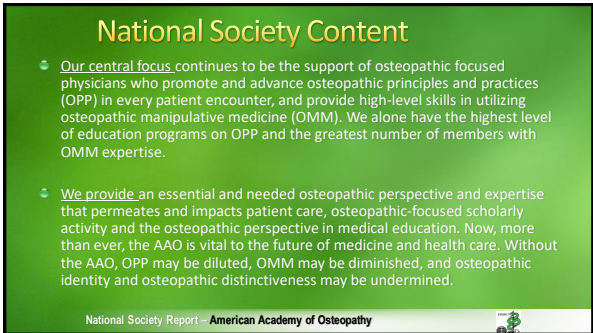 National Society Content
Our central focus continues to be the support of osteopathic focused
physicians who promote and advance osteopathic principles and practices
(OPP) in every patient encounter, and provide high-level skills in utilizing
osteopathic manipulative medicine (OMM). We alone have the highest level
of education programs on OPP and the greatest number of members with
OMM expertise.
We provide an essential and needed osteopathic perspective and expertise
that permeates and impacts patient care, osteopathic-focused scholarly
activity and the osteopathic perspective in medical education. Now, more
than ever, the AAO is vital to the future of medicine and health care. Without
the AAO, OPP may be diluted, OMM may be diminished, and osteopathic
identity and osteopathic distinctiveness may be undermined.
National Society Report – American Academy of Osteopathy